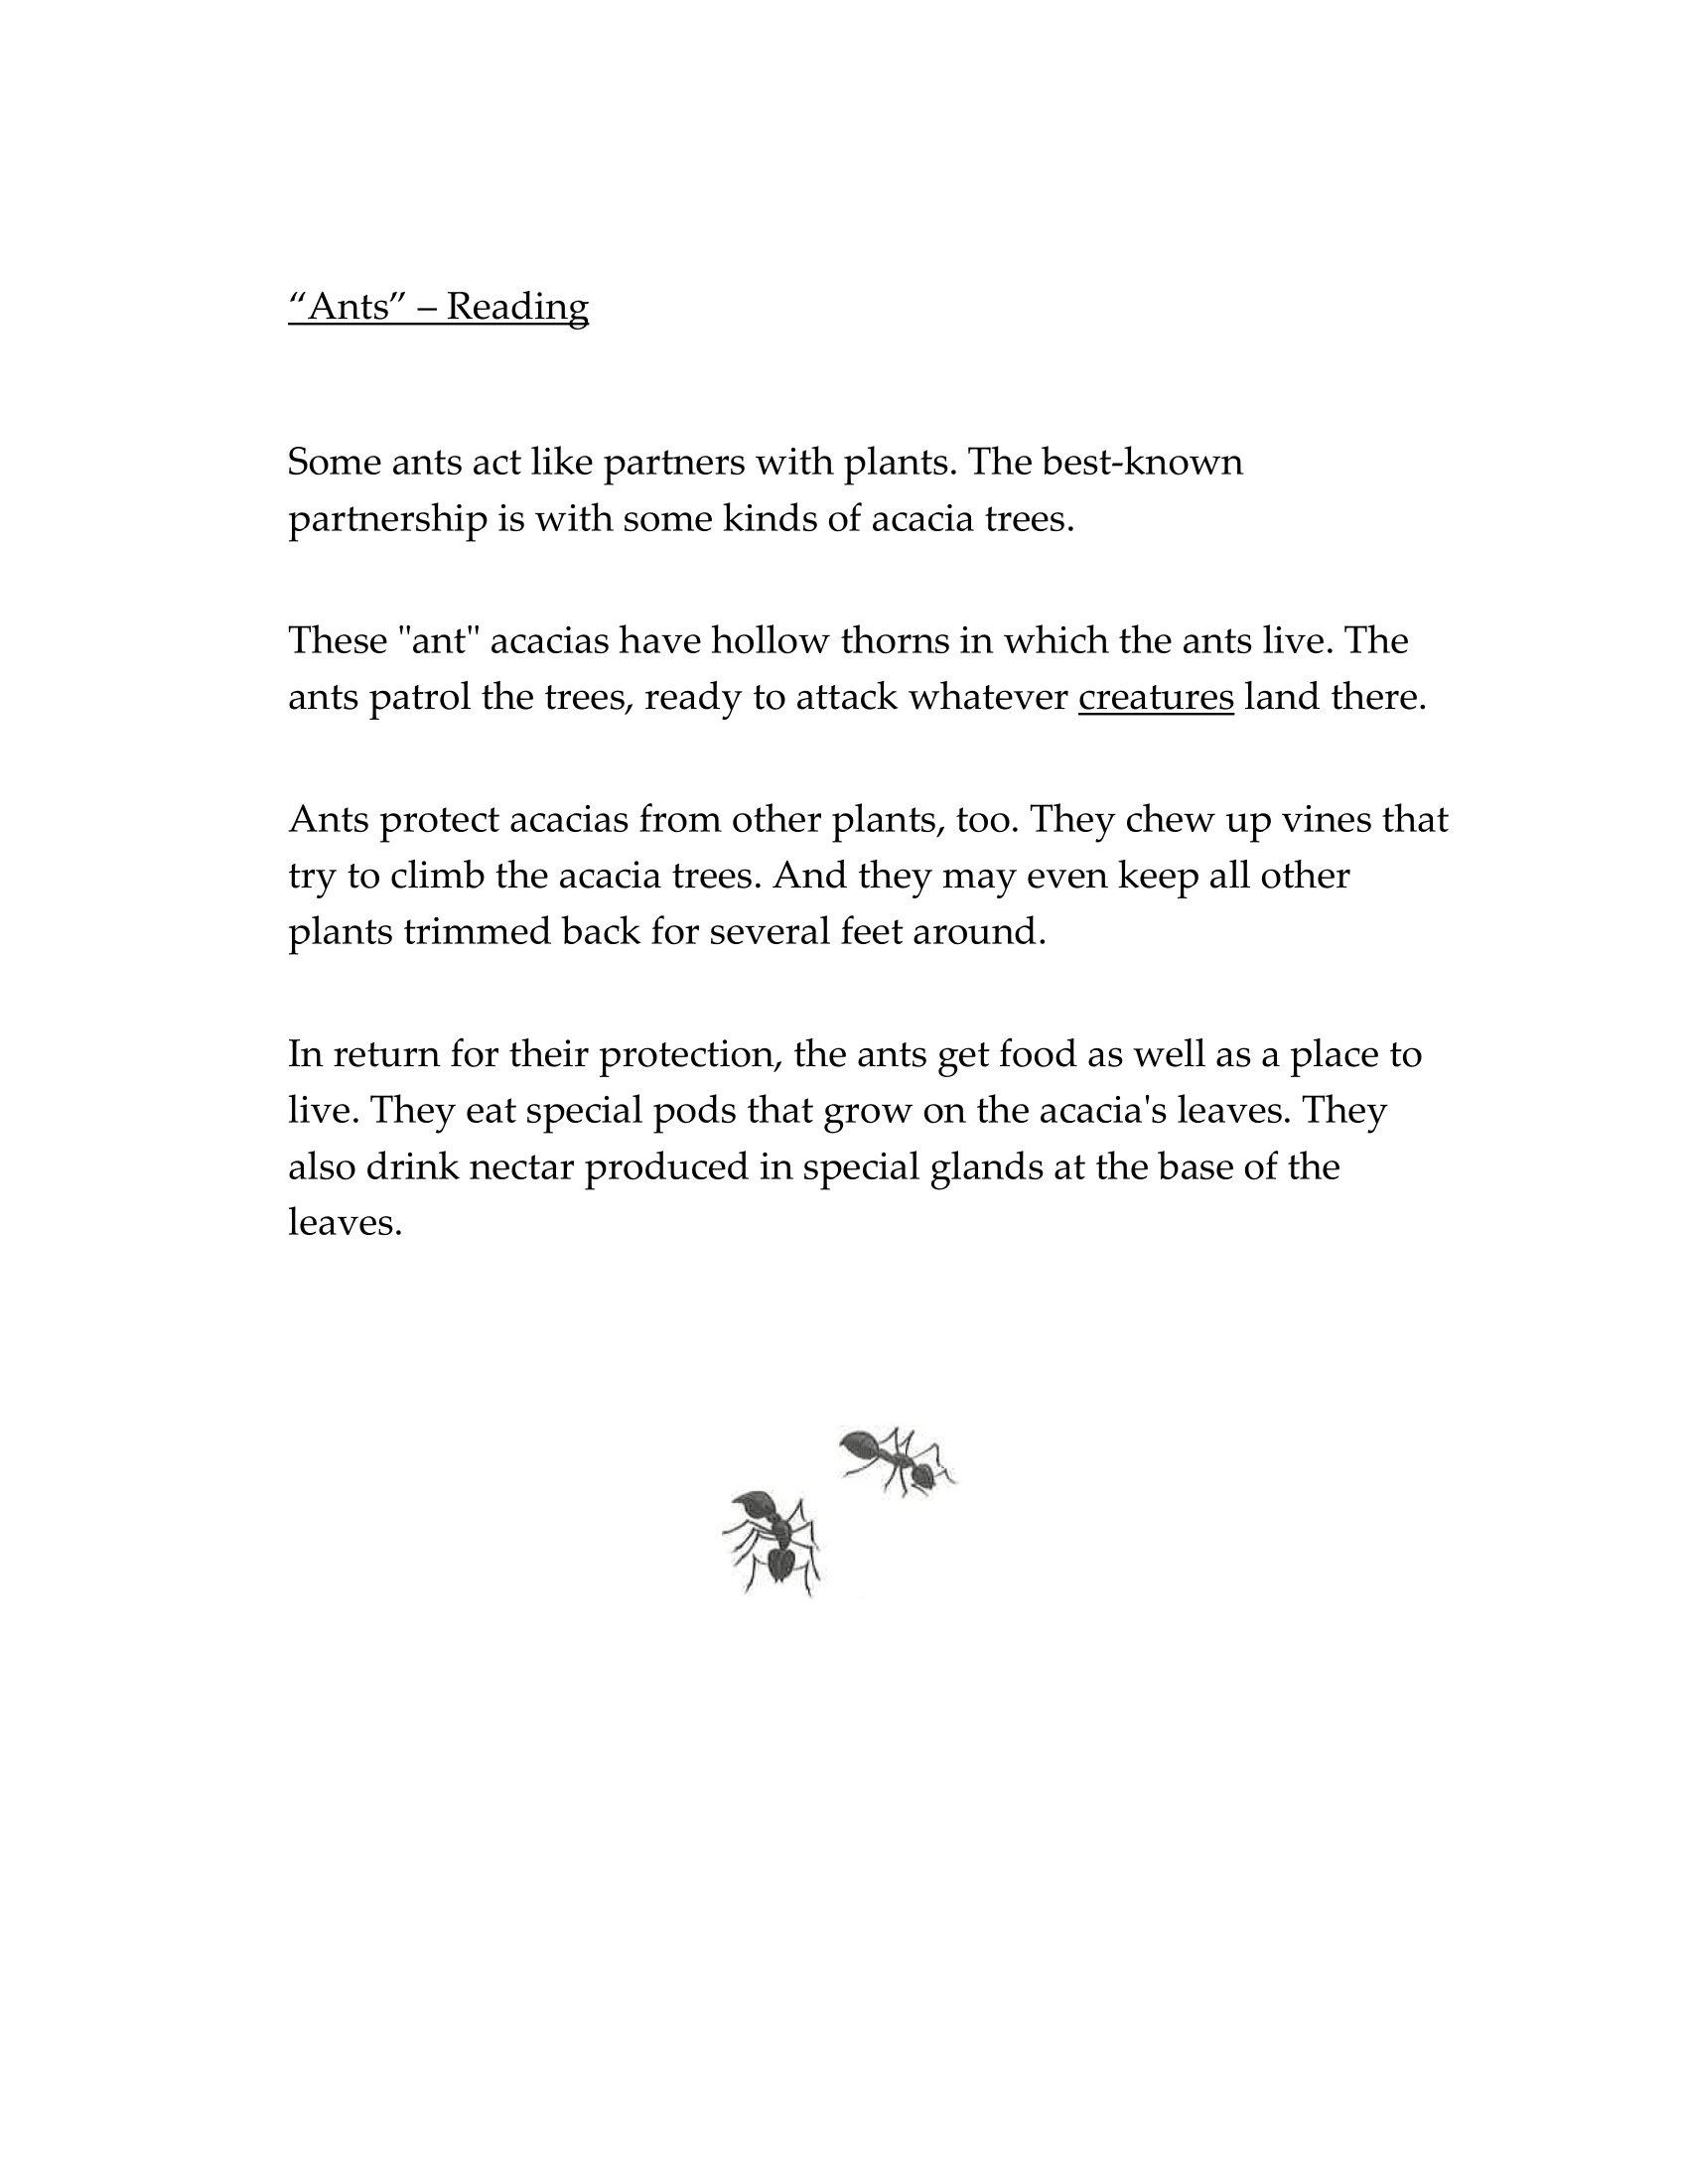 “Ants” – Reading
Some ants act like partners with plants. The best-known
partnership is with some kinds of acacia trees.
These "ant" acacias have hollow thorns in which the ants live. The
ants patrol the trees, ready to attack whatever creatures land there.
Ants protect acacias from other plants, too. They chew up vines that
try to climb the acacia trees. And they may even keep all other
plants trimmed back for several feet around.
In return for their protection, the ants get food as well as a place to
live. They eat special pods that grow on the acacia's leaves. They
also drink nectar produced in special glands at the base of the
leaves.